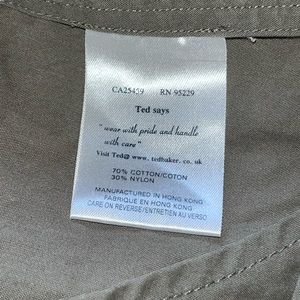 CA25459 RN 95229
Ted says
" wear with pride and handle
with care "
Visit Ted@ www. tedbaker. co. uk
70% COTTON/COTON
30% NYLON
MANUFACTURED IN HONG KONG
FABRIQUE EN HONG KONG
CARE ON REVERSE/ENTRETIEN AU VERSO